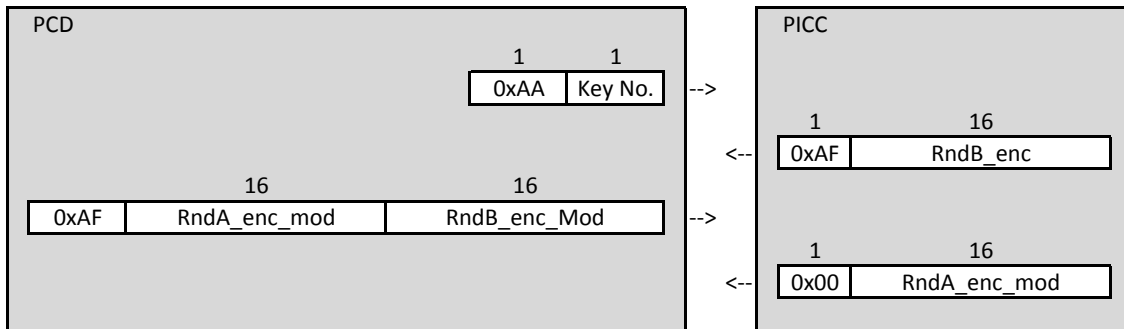 PCD
PICC
1 1
0xAA Key No. -->
1 16
<-- 0xAF RndB_enc
16 16
0xAF RndA_enc_mod RndB_enc_Mod -->
1 16
<-- 0x00 RndA_enc_mod